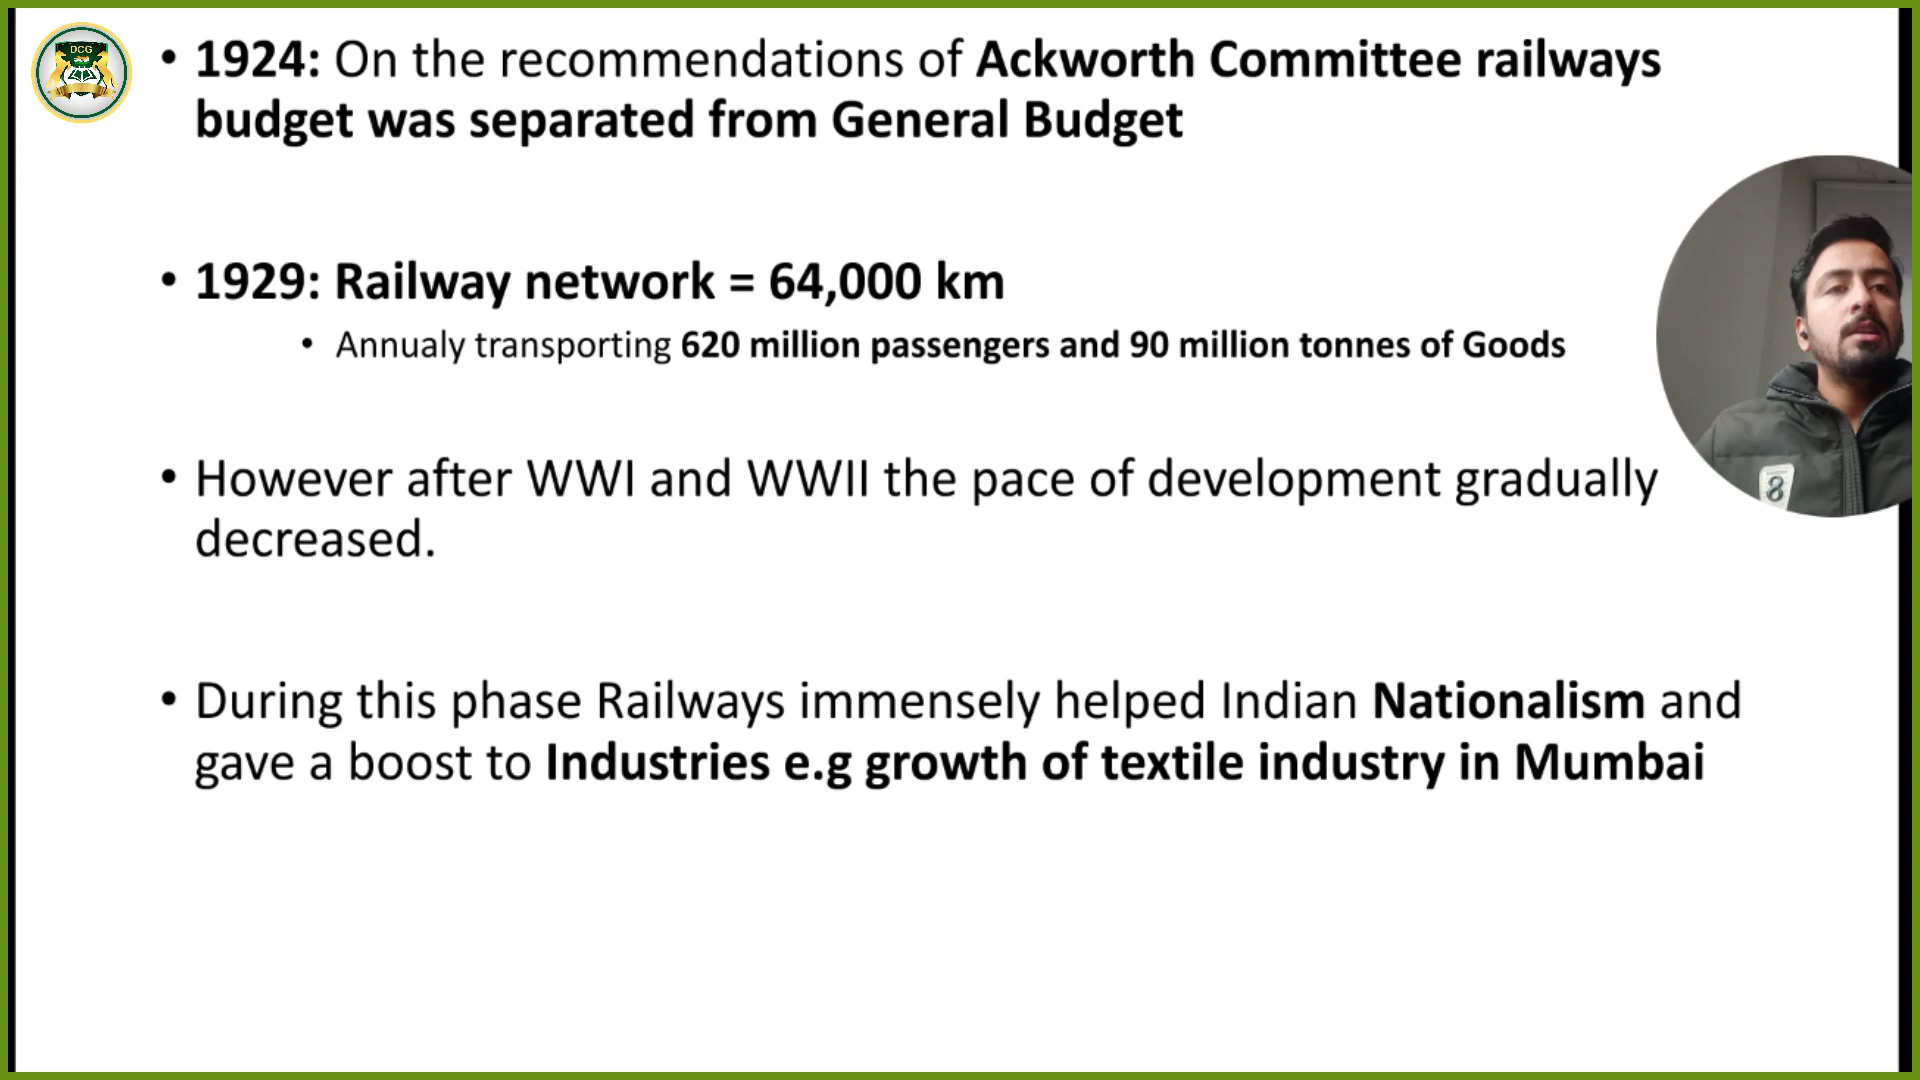 DCG
• 1924: On the recommendations of Ackworth Committee railways
budget was separated from General Budget
• 1929: Railway network = 64,000 km
• Annualy transporting 620 million passengers and 90 million tonnes of Goods
• However after WWI and WWII the pace of development gradually
decreased.
• During this phase Railways immensely helped Indian Nationalism and
gave a boost to Industries e.g growth of textile industry in Mumbai
8